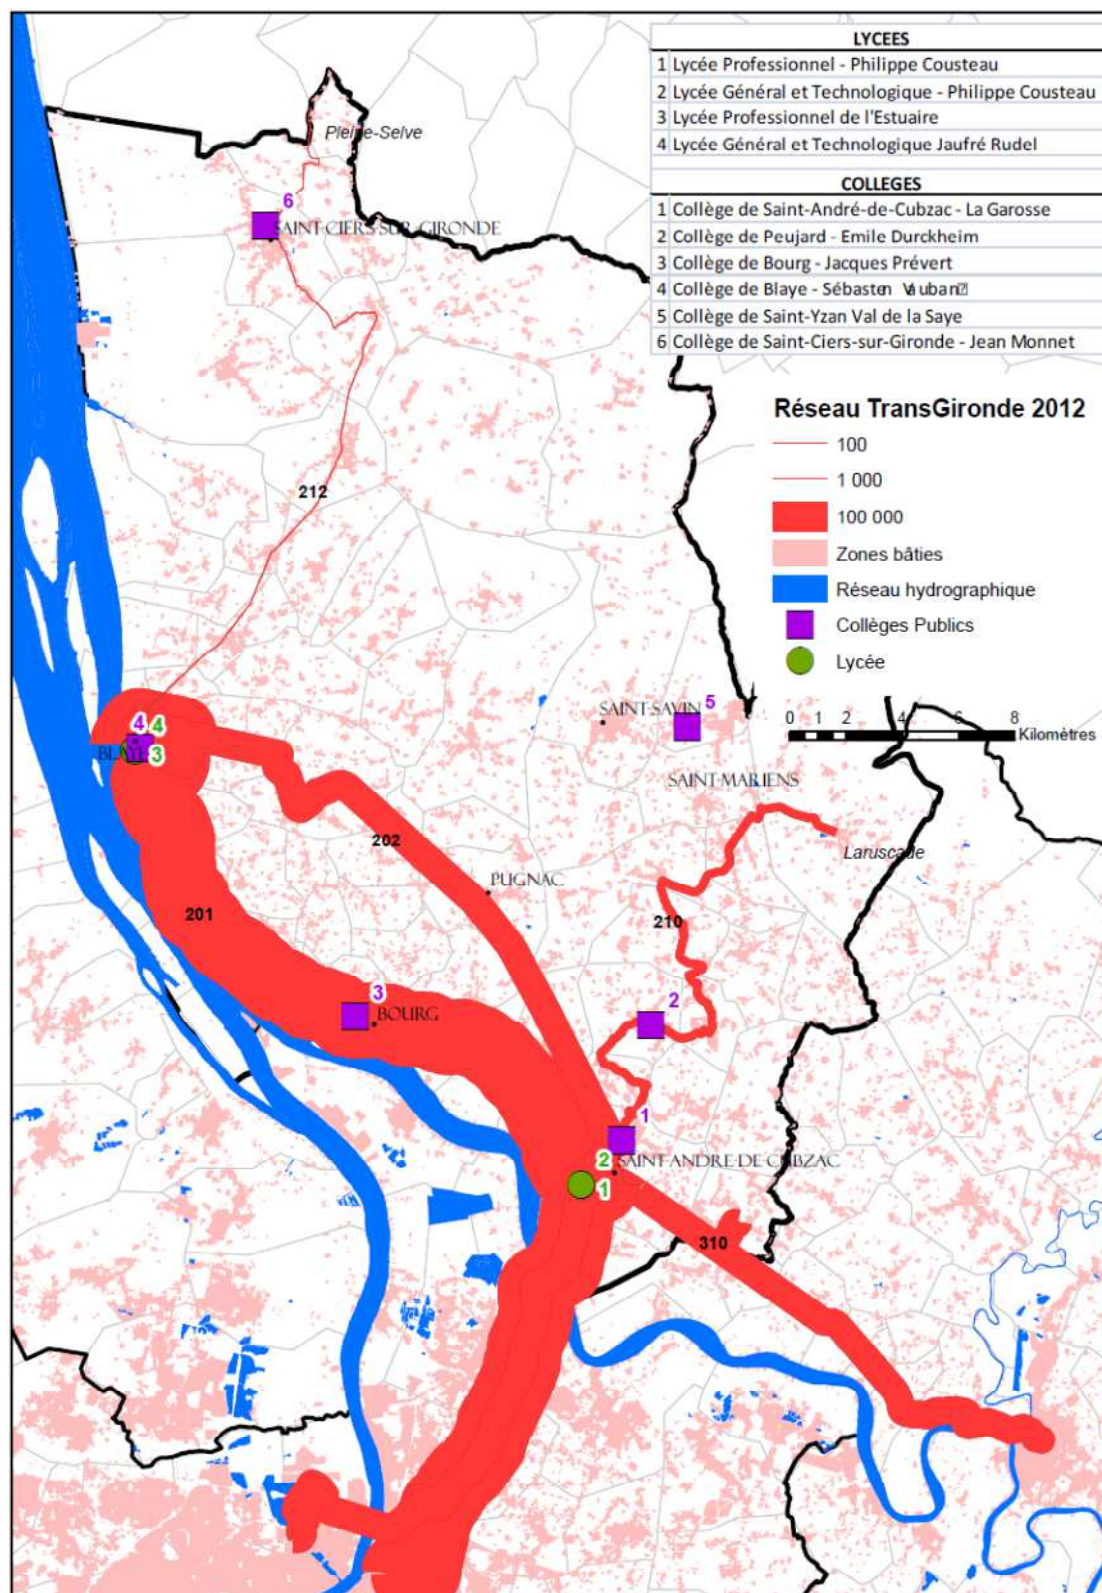 LYCEES
1 Lycée Professionnel - Philippe Cousteau
2 Lycée Général et Technologique - Philippe Cousteau
3 Lycée Professionnel de l'Estuaire
4 Lycée Général et Technologique Jaufré Rudel
COLLEGES
1 Collège de Saint-André-de-Cubzac - La Garosse
2 Collège de Peujard - Emile Durckheim
3 Collège de Bourg - Jacques Prévert
4 Collège de Blaye - Sébasten Vauban
5 Collège de Saint-Yzan Val de la Saye
6 Collège de Saint-Ciers-sur-Gironde - Jean Monnet
Pleine-Selve
6
SAINT-CIERS-SUR-GIRONDE
Réseau TransGironde 2012
100
1 000
100 000
Zones bâties
Réseau hydrographique
Collèges Publics
Lycée
212
0 1 2 4 6 8
Kilomètres
SAINT-SAVIN
5
4 4
BLAYE
3
SAINT-MARIENS
202
Laruscade
PUGNAC
201
210
3
BOURG
2
1
2
SAINT-ANDRE-DE-CUBZAC
1
310